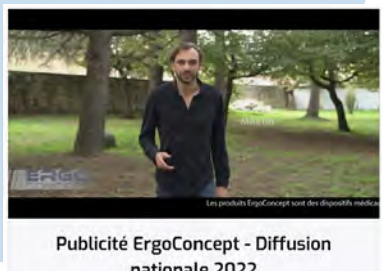 ERGO
Les produits ErgoConcept sont des dispositifs médica
Publicité ErgoConcept - Diffusion
nationale 2022